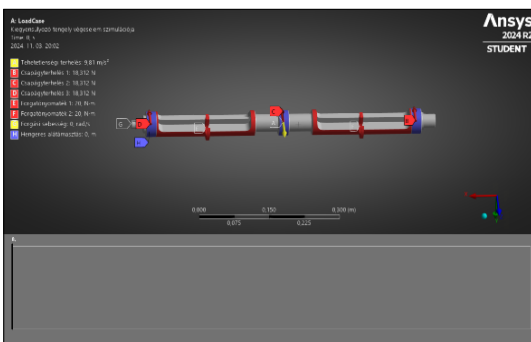 A: LoadCase
Kiegyensúlyozó tengely végeselem szimulációja
Time: 0, s
2024. 11. 03. 20:02
Tehetetlenségi terhelés: 9,81 m/s²
B Csapágyterhelés 1: 18,312 N
C Csapágyterhelés 2: 18,312 N
D Csapágyterhelés 3: 18,312 N
E Forgatónyomaték 1: 20, N·m
F Forgatónyomaték 2: 20, N·m
Forgási sebesség: 0, rad/s
H Hengeres alátámasztás: 0, m
Ansys
2024 R2
STUDENT
G
D
C
B
H
0,000
0,150
0,300 (m)
0,075
0,225